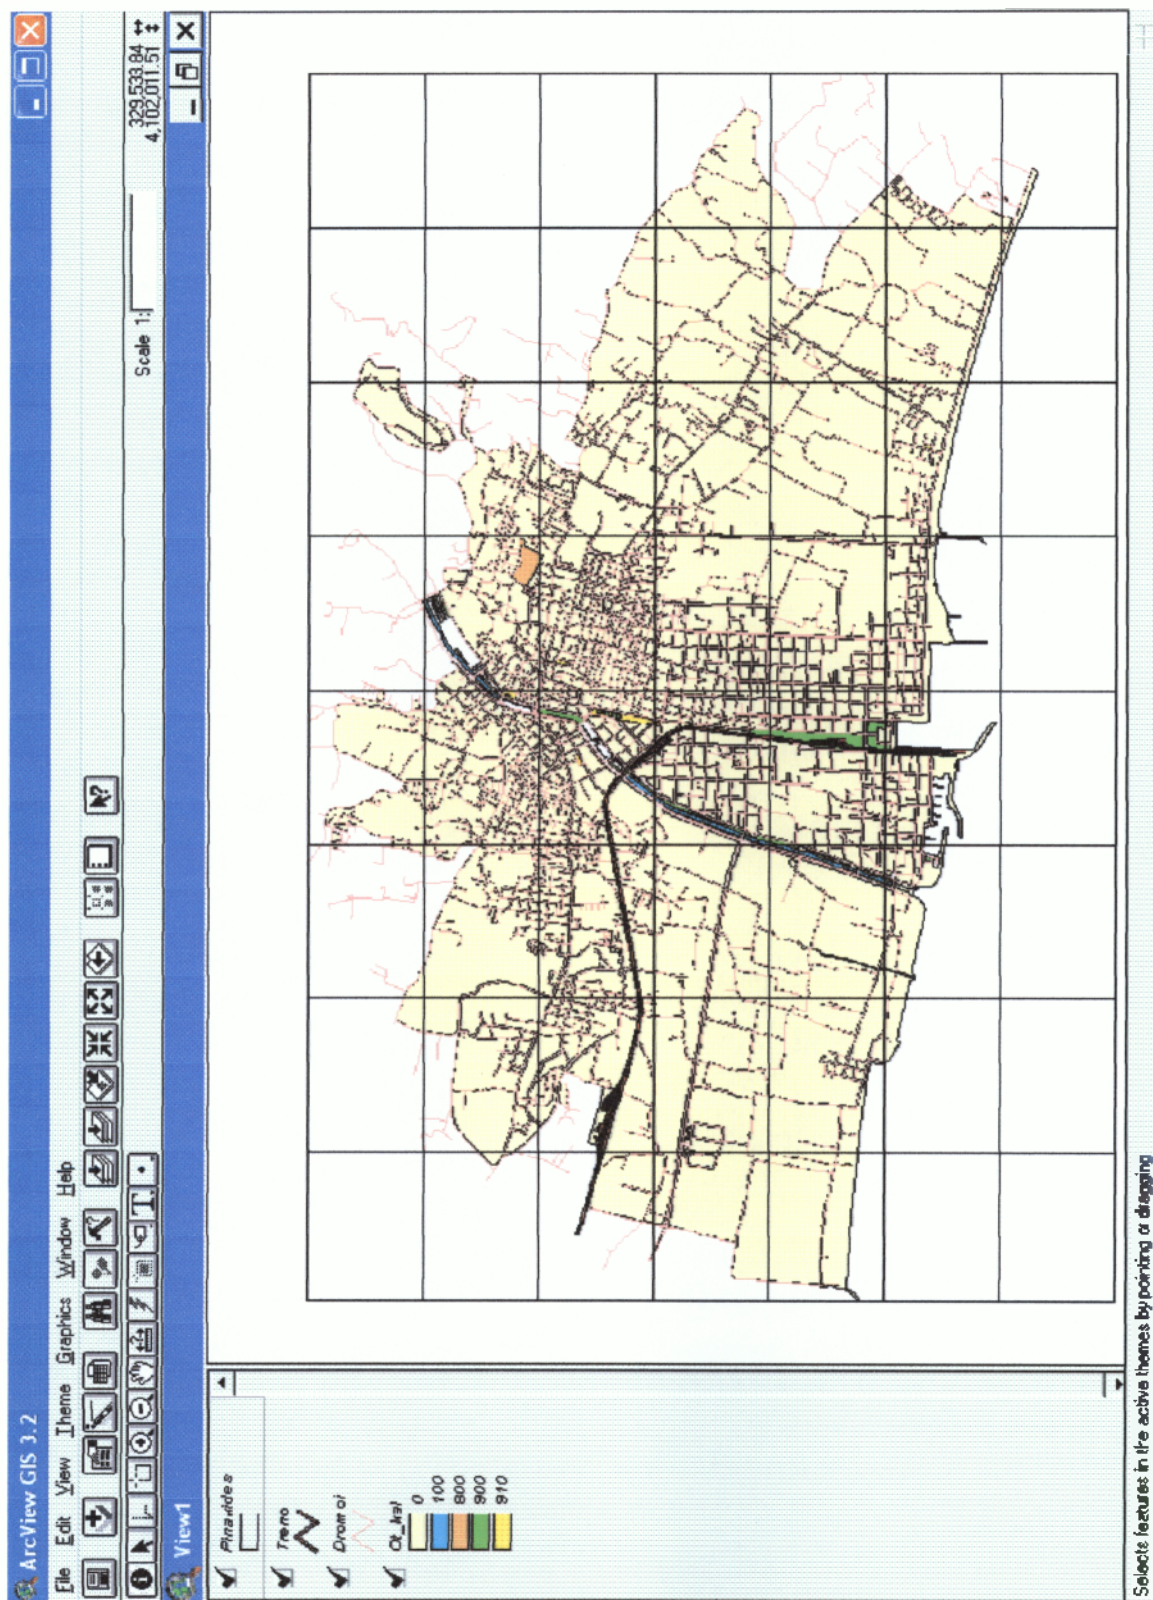 ArcView GIS 3.2
File Edit View Theme Graphics Window Help
Scale 1:
329,533.84
4,102,011.51
View1
Pinakides
Treno
Dromoi
0
100
800
900
910
Selects features in the active themes by pointing or dragging